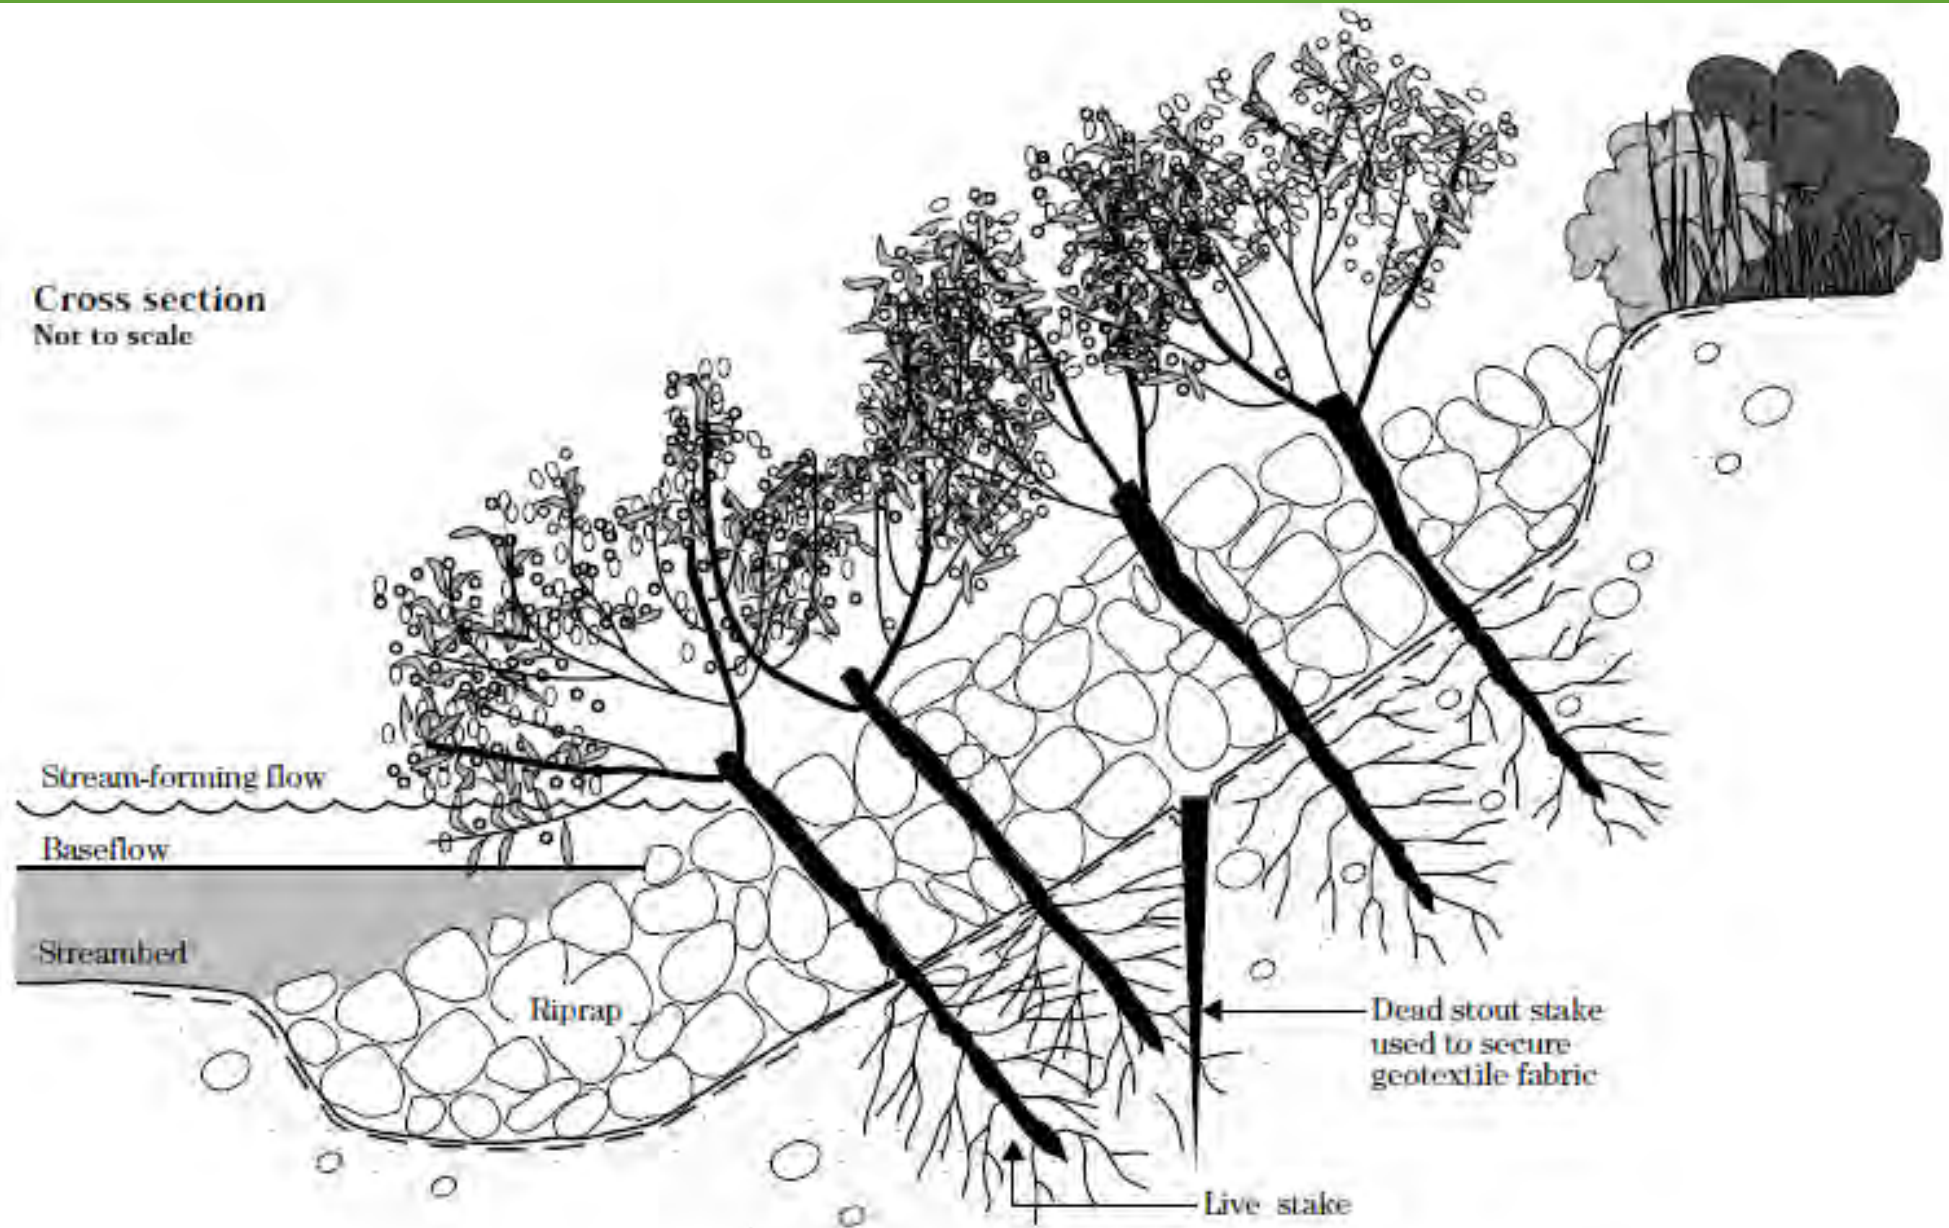 Cross section
Not to scale
Stream-forming flow
Baseflow
Streambed
Riprap
Dead stout stake
used to secure
geotextile fabric
Live stake